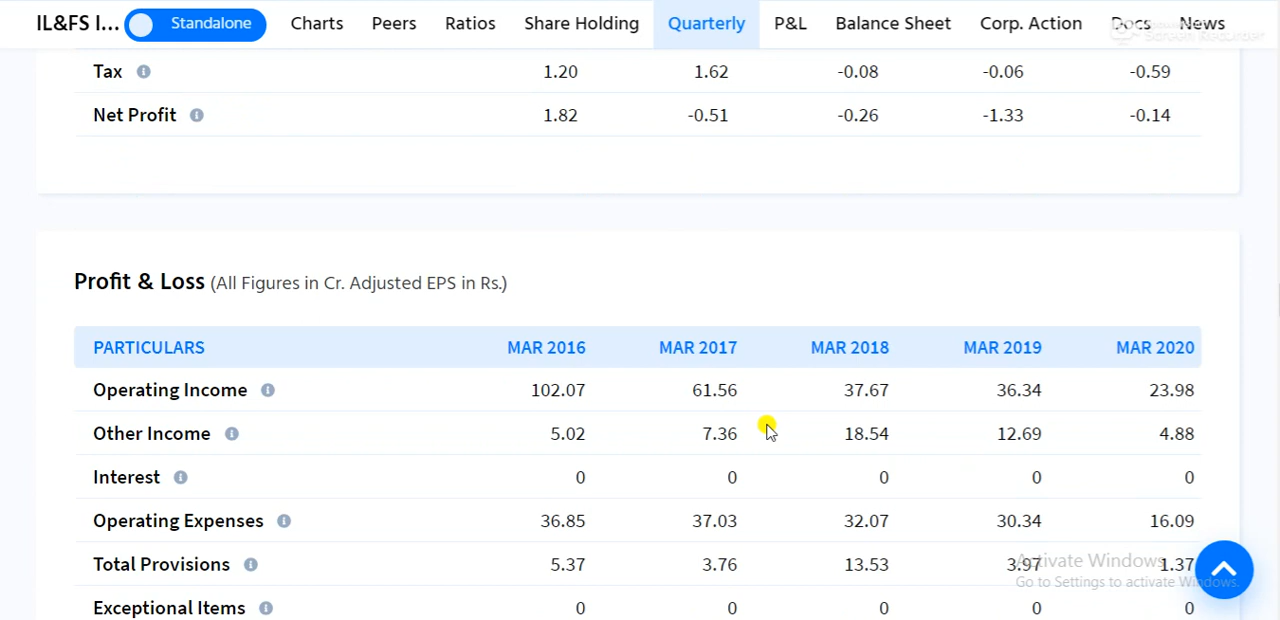 IL&FS I... Standalone Charts Peers Ratios Share Holding Quarterly P&L Balance Sheet Corp. Action Docs News
Screen Recorder
Tax 1.20 1.62 -0.08 -0.06 -0.59
Net Profit 1.82 -0.51 -0.26 -1.33 -0.14
Profit & Loss (All Figures in Cr. Adjusted EPS in Rs.)
PARTICULARS MAR 2016 MAR 2017 MAR 2018 MAR 2019 MAR 2020
Operating Income 102.07 61.56 37.67 36.34 23.98
Other Income 5.02 7.36 18.54 12.69 4.88
Interest 0 0 0 0 0
Operating Expenses 36.85 37.03 32.07 30.34 16.09
Total Provisions 5.37 3.76 13.53 3.97 1.37
Activate Windows
Go to Settings to activate Windows.
Exceptional Items 0 0 0 0 0